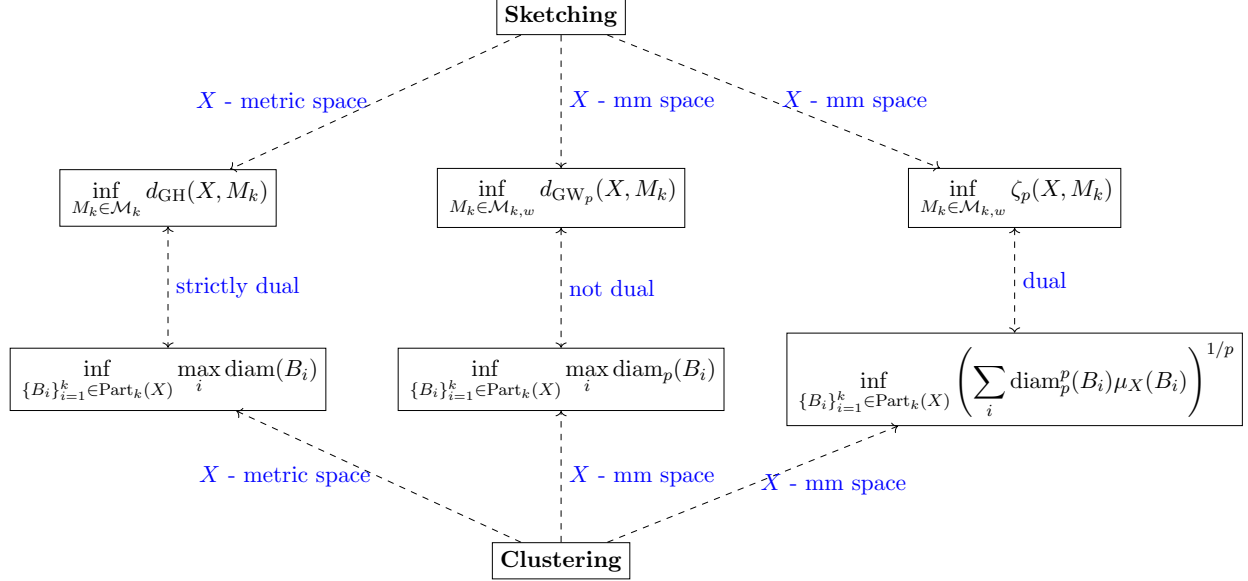 Sketching
X - metric space X - mm space X - mm space
inf_{M_k∈𝓜_k} d_{GH}(X, M_k) inf_{M_k∈𝓜_{k,w}} d_{GW_p}(X, M_k) inf_{M_k∈𝓜_{k,w}} ζ_p(X, M_k)
strictly dual not dual dual
inf_{{B_i}_{i=1}^k∈Part_k(X)} max_i diam(B_i) inf_{{B_i}_{i=1}^k∈Part_k(X)} max_i diam_p(B_i) inf_{{B_i}_{i=1}^k∈Part_k(X)} (∑_i diam_p^p(B_i)μ_X(B_i))^{1/p}
X - metric space X - mm space X - mm space
Clustering